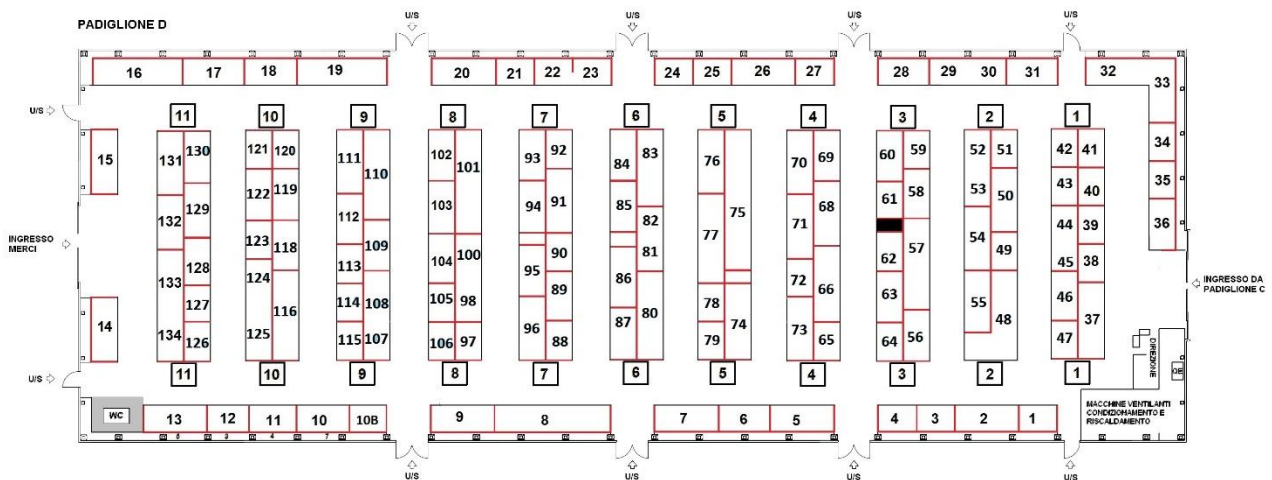 PADIGLIONE D
U/S U/S U/S U/S
16 17 18 19 20 21 22 23 24 25 26 27 28 29 30 31 32
33
U/S
11 10 9 8 7 6 5 4 3 2 1
15
131 130 121 120 111 110 102 101 93 92 84 83 76 75 70 69 60 59 52 51 42 41
34
132 129 122 119 112 109 103 100 94 91 85 82 77 71 68 61 58 53 50 43 40
35
133 128 123 118 113 108 104 98 95 90 86 81 78 74 72 66 62 57 54 49 44 39
36
134 127 124 116 114 107 105 97 96 89 87 80 79 73 65 63 56 55 48 45 38
126 125 115 106 88 64 46 37
47
INGRESSO
MERCI
INGRESSO DA
PADIGLIONE C
14
U/S
11 10 9 8 7 6 5 4 3 2 1
DIREZIONE
QE
WC
13 12 11 10 10B 9 8 7 6 5 4 3 2 1
5 3 4 7
MACCHINE VENTILANTI
CONDIZIONAMENTO E
RISCALDAMENTO
U/S U/S U/S U/S